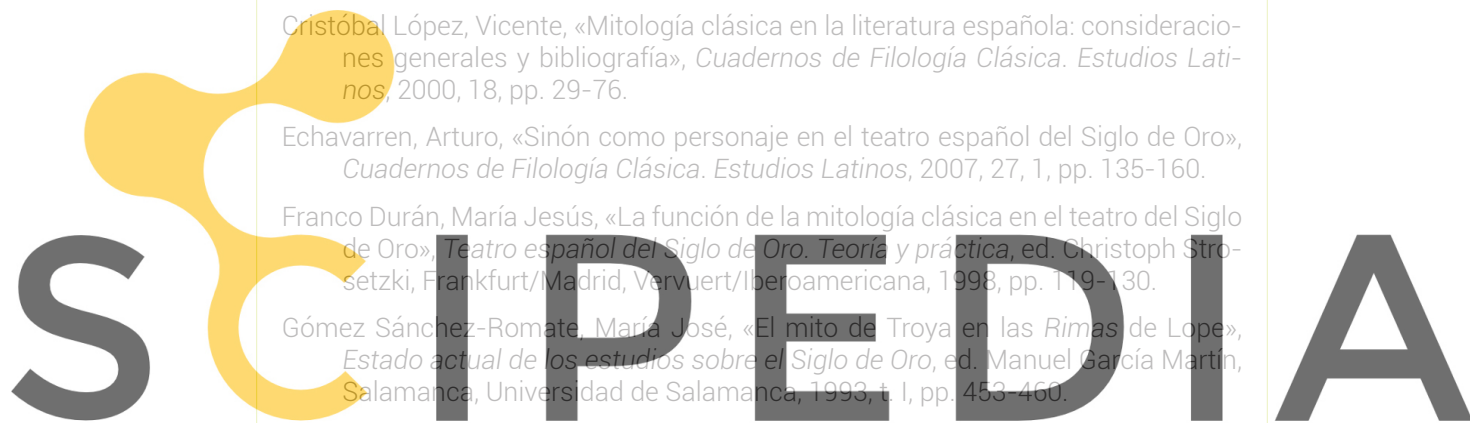 Cristóbal López, Vicente, «Mitología clásica en la literatura española: consideracio-
nes generales y bibliografía», Cuadernos de Filología Clásica. Estudios Lati-
nos, 2000, 18, pp. 29-76.
Echavarren, Arturo, «Sinón como personaje en el teatro español del Siglo de Oro»,
Cuadernos de Filología Clásica. Estudios Latinos, 2007, 27, 1, pp. 135-160.
Franco Durán, María Jesús, «La función de la mitología clásica en el teatro del Siglo
de Oro», Teatro español del Siglo de Oro. Teoría y práctica, ed. Christoph Stro-
setzki, Frankfurt/Madrid, Vervuert/Iberoamericana, 1998, pp. 119-130.
Gómez Sánchez-Romate, María José, «El mito de Troya en las Rimas de Lope»,
Estado actual de los estudios sobre el Siglo de Oro, ed. Manuel García Martín,
Salamanca, Universidad de Salamanca, 1993, t. I, pp. 453-460.
SCIPEDIA